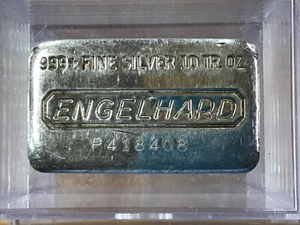 999+ FINE SILVER 10 TR. OZ.
ENGELHARD
P418408